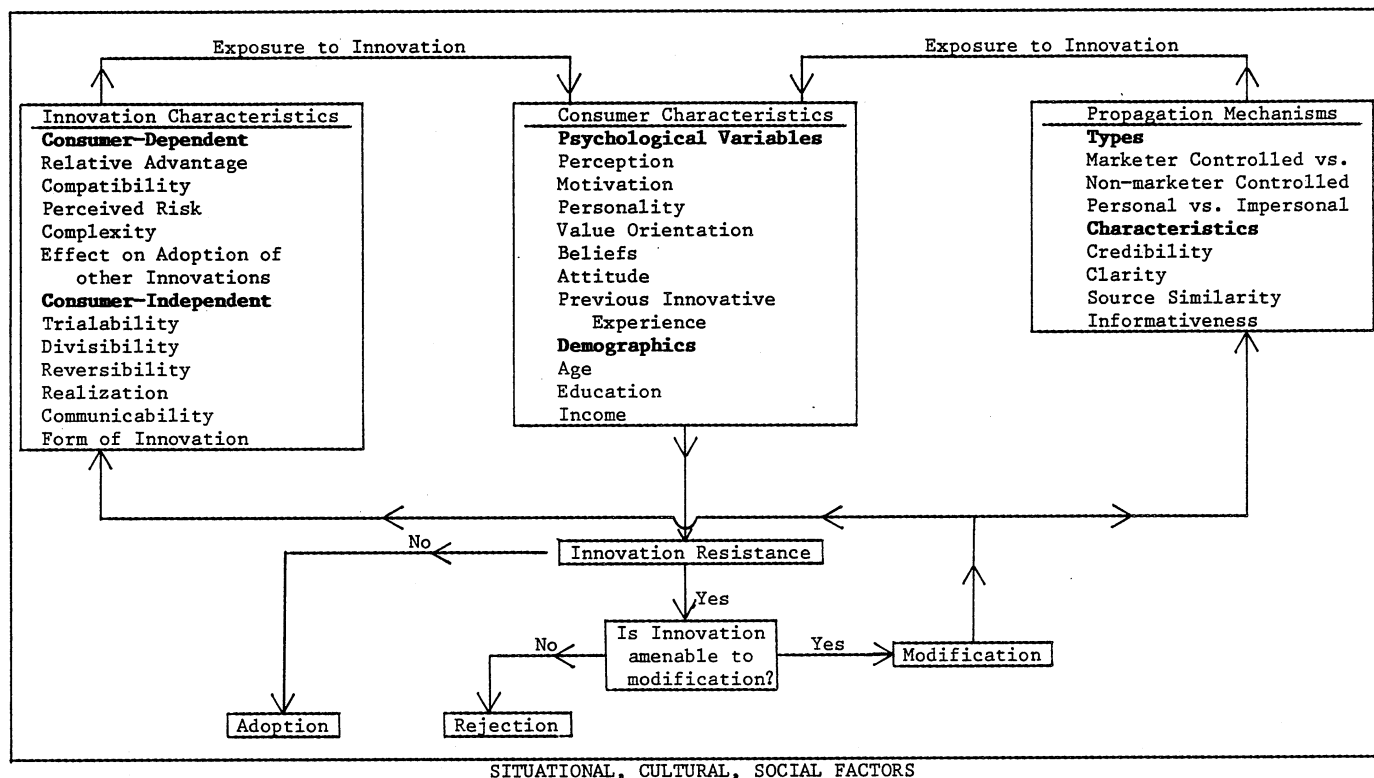 Exposure to Innovation
Exposure to Innovation
Innovation Characteristics
Consumer-Dependent
Relative Advantage
Compatibility
Perceived Risk
Complexity
Effect on Adoption of
other Innovations
Consumer-Independent
Trialability
Divisibility
Reversibility
Realization
Communicability
Form of Innovation
Consumer Characteristics
Psychological Variables
Perception
Motivation
Personality
Value Orientation
Beliefs
Attitude
Previous Innovative
Experience
Demographics
Age
Education
Income
Propagation Mechanisms
Types
Marketer Controlled vs.
Non-marketer Controlled
Personal vs. Impersonal
Characteristics
Credibility
Clarity
Source Similarity
Informativeness
No
Innovation Resistance
Yes
No
Is Innovation
amenable to
modification?
Yes
Modification
Adoption
Rejection
SITUATIONAL, CULTURAL, SOCIAL FACTORS